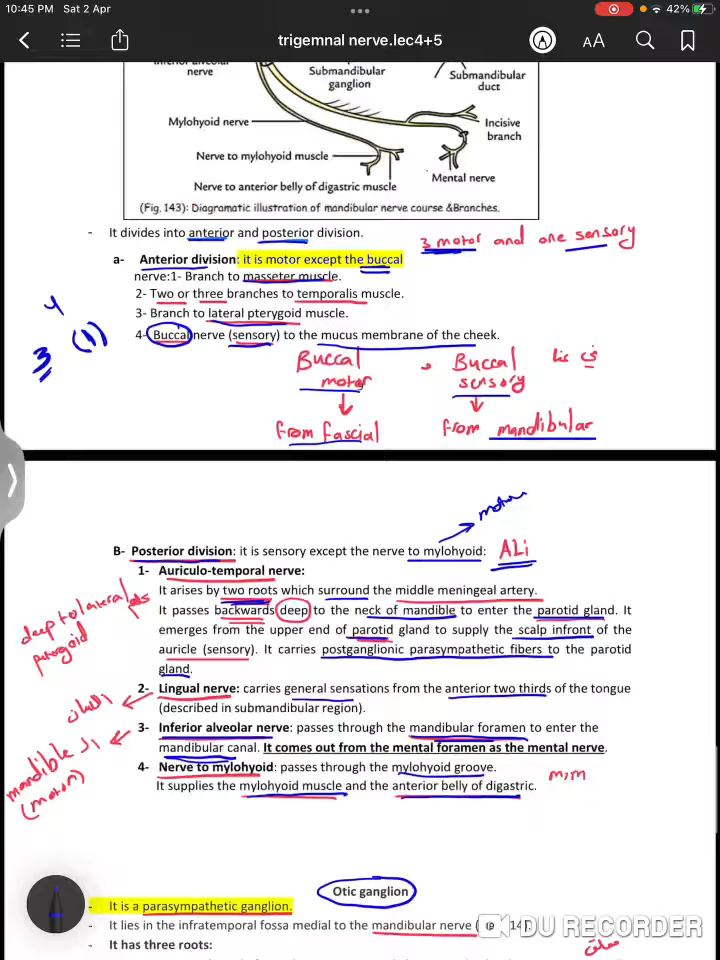 10:45 PM Sat 2 Apr
42%
trigemnal nerve.lec4+5
AA
nerve
Submandibular
ganglion
Submandibular
duct
Mylohyoid nerve
Incisive
branch
Nerve to mylohyoid muscle
Mental nerve
Nerve to anterior belly of digastric muscle
(Fig. 143): Diagramatic illustration of mandibular nerve course &Branches.
- It divides into anterior and posterior division.
3 motor and one sensory
a- Anterior division: it is motor except the buccal
nerve:1- Branch to masseter muscle.
2- Two or three branches to temporalis muscle.
3- Branch to lateral pterygoid muscle.
4- Buccal nerve (sensory) to the mucus membrane of the cheek.
3 (1)
Buccal motor
Buccal sensory
from fascial
from mandibular
motor
B- Posterior division: it is sensory except the nerve to mylohyoid:
ALi
1- Auriculo-temporal nerve:
It arises by two roots which surround the middle meningeal artery.
It passes backwards deep to the neck of mandible to enter the parotid gland. It
emerges from the upper end of parotid gland to supply the scalp infront of the
auricle (sensory). It carries postganglionic parasympathetic fibers to the parotid
gland.
deep to lateral
2- Lingual nerve: carries general sensations from the anterior two thirds of the tongue
(described in submandibular region).
3- Inferior alveolar nerve: passes through the mandibular foramen to enter the
mandibular canal. It comes out from the mental foramen as the mental nerve.
mandible ال
(motor)
4- Nerve to mylohyoid: passes through the mylohyoid groove.
m,m
It supplies the mylohyoid muscle and the anterior belly of digastric.
Otic ganglion
- It is a parasympathetic ganglion.
- It lies in the infratemporal fossa medial to the mandibular nerve
DU RECORDER
- It has three roots: